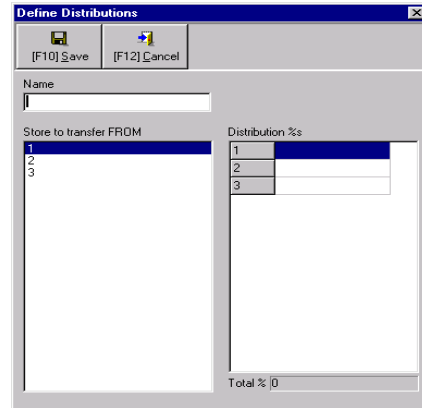 Define Distributions
[F10] Save [F12] Cancel
Name
Store to transfer FROM
1
2
3
Distribution %s
1
2
3
Total % 0